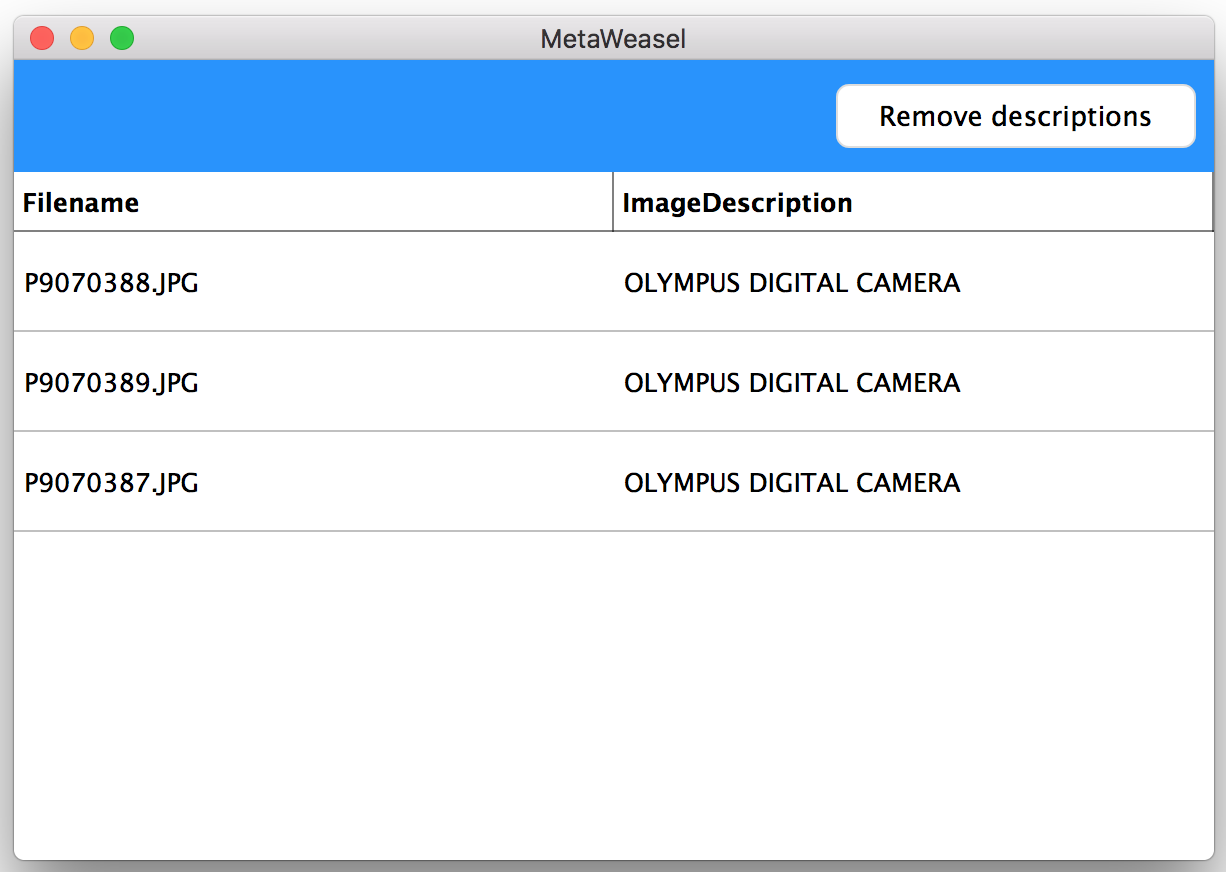 MetaWeasel
Remove descriptions
Filename ImageDescription
P9070388.JPG OLYMPUS DIGITAL CAMERA
P9070389.JPG OLYMPUS DIGITAL CAMERA
P9070387.JPG OLYMPUS DIGITAL CAMERA